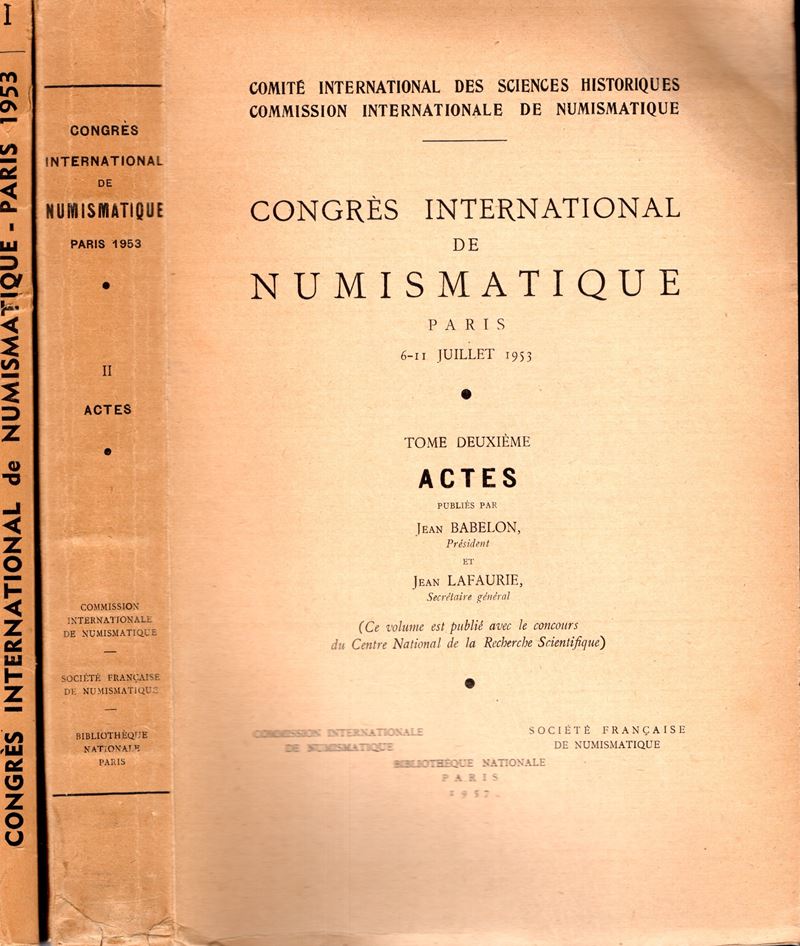 I
CONGRÈS INTERNATIONAL de NUMISMATIQUE - PARIS 1953
CONGRÈS
INTERNATIONAL
DE
NUMISMATIQUE
PARIS 1953
II
ACTES
COMMISSION
INTERNATIONALE
DE NUMISMATIQUE
SOCIÉTÉ FRANÇAISE
DE NUMISMATIQUE
BIBLIOTHÈQUE
NATIONALE
PARIS
COMITÉ INTERNATIONAL DES SCIENCES HISTORIQUES
COMMISSION INTERNATIONALE DE NUMISMATIQUE
CONGRÈS INTERNATIONAL
DE
NUMISMATIQUE
PARIS
6-11 JUILLET 1953
TOME DEUXIÈME
ACTES
PUBLIÉS PAR
JEAN BABELON,
Président
ET
JEAN LAFAURIE,
Secrétaire général
(Ce volume est publié avec le concours
du Centre National de la Recherche Scientifique)
COMMISSION INTERNATIONALE
DE NUMISMATIQUE
SOCIÉTÉ FRANÇAISE
DE NUMISMATIQUE
BIBLIOTHÈQUE NATIONALE
PARIS
1957